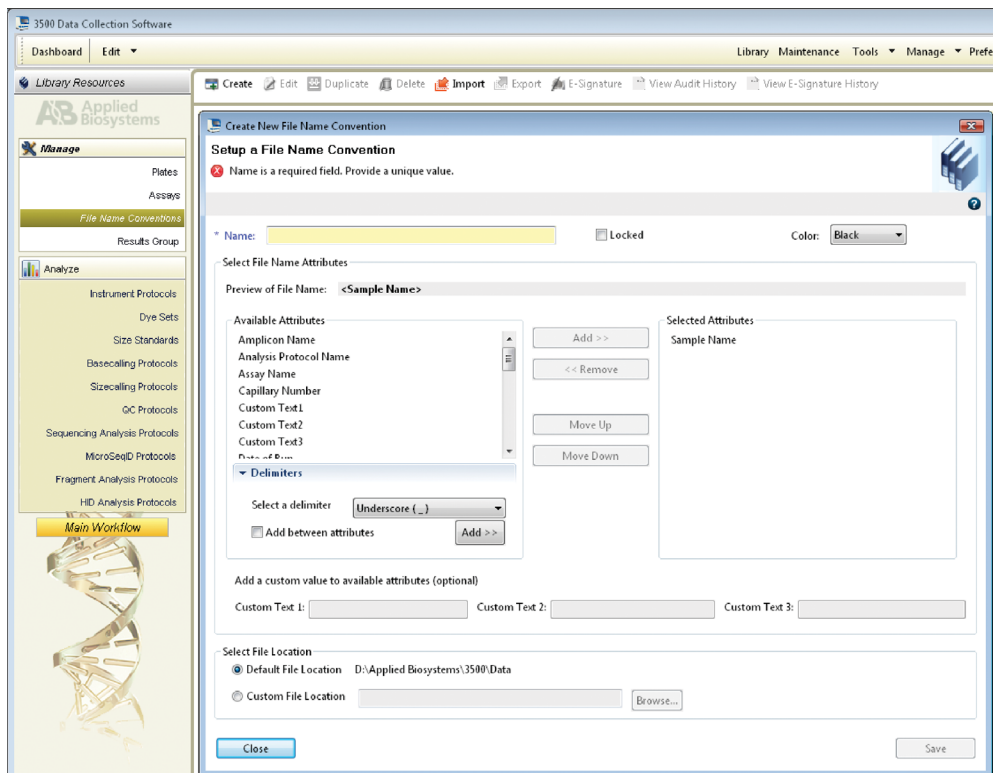 3500 Data Collection Software
Dashboard Edit
Library Maintenance Tools Manage Prefe
Library Resources
Create Edit Duplicate Delete Import Export E-Signature View Audit History View E-Signature History
AB Applied Biosystems
Manage
Plates
Assays
File Name Conventions
Results Group
Analyze
Instrument Protocols
Dye Sets
Size Standards
Basecalling Protocols
Sizecalling Protocols
QC Protocols
Sequencing Analysis Protocols
MicroSeqID Protocols
Fragment Analysis Protocols
HID Analysis Protocols
Main Workflow
Create New File Name Convention
Setup a File Name Convention
Name is a required field. Provide a unique value.
* Name: Locked Color: Black
Select File Name Attributes
Preview of File Name: <Sample Name>
Available Attributes
Amplicon Name
Analysis Protocol Name
Assay Name
Capillary Number
Custom Text1
Custom Text2
Custom Text3
Date of Run
Delimiters
Select a delimiter Underscore ( _ )
Add between attributes Add >>
Add >>
<< Remove
Move Up
Move Down
Selected Attributes
Sample Name
Add a custom value to available attributes (optional)
Custom Text 1: Custom Text 2: Custom Text 3:
Select File Location
Default File Location D:\Applied Biosystems\3500\Data
Custom File Location Browse...
Close Save